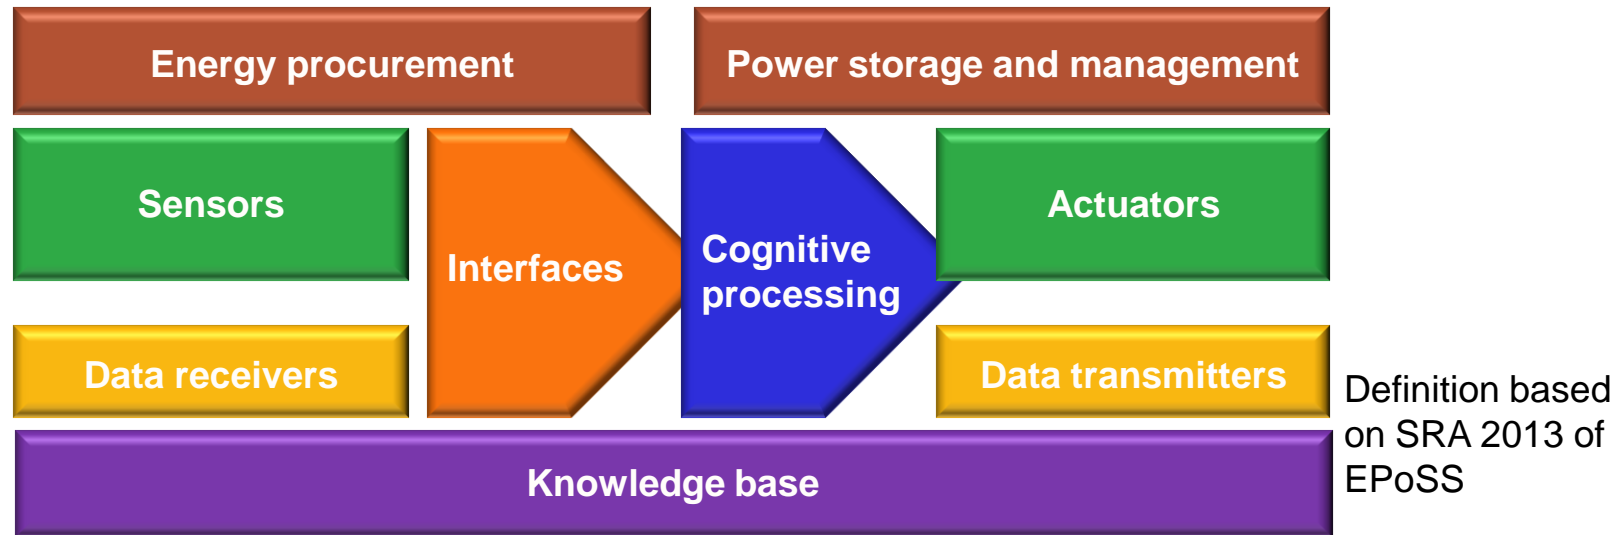 Energy procurement
Power storage and management
Sensors
Interfaces
Cognitive
processing
Actuators
Data receivers
Data transmitters
Knowledge base
Definition based
on SRA 2013 of
EPoSS